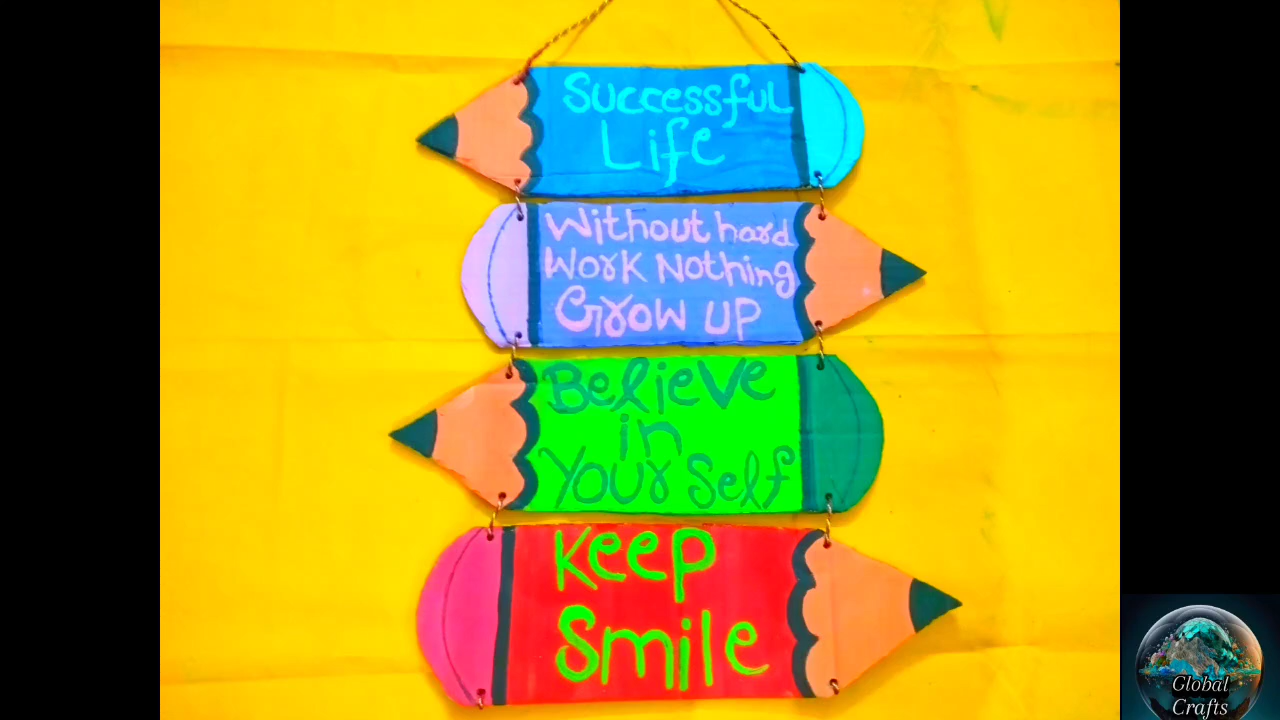 Successful
Life
Without hard
Work Nothing
Grow UP
Believe
in
Your Self
Keep
Smile
Global
Crafts